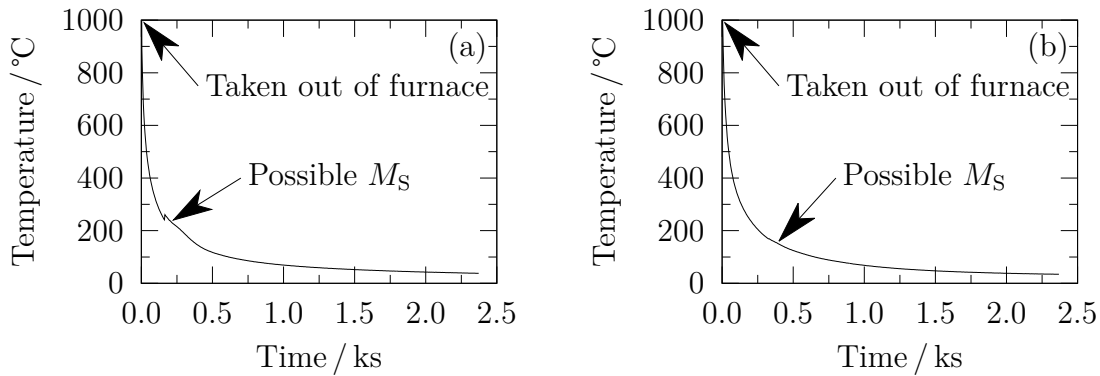 (a)
Temperature / °C
1000
800
600
400
200
0
Taken out of furnace
Possible MS
0.0 0.5 1.0 1.5 2.0 2.5
Time / ks
(b)
Temperature / °C
1000
800
600
400
200
0
Taken out of furnace
Possible MS
0.0 0.5 1.0 1.5 2.0 2.5
Time / ks